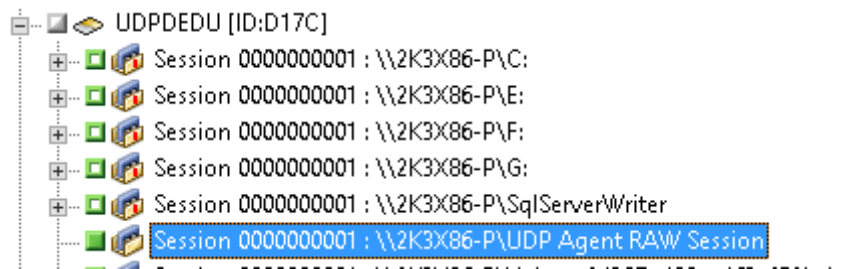 UDPDEDU [ID:D17C]
Session 0000000001 : \\2K3X86-P\C:
Session 0000000001 : \\2K3X86-P\E:
Session 0000000001 : \\2K3X86-P\F:
Session 0000000001 : \\2K3X86-P\G:
Session 0000000001 : \\2K3X86-P\SqlServerWriter
Session 0000000001 : \\2K3X86-P\UDP Agent RAW Session